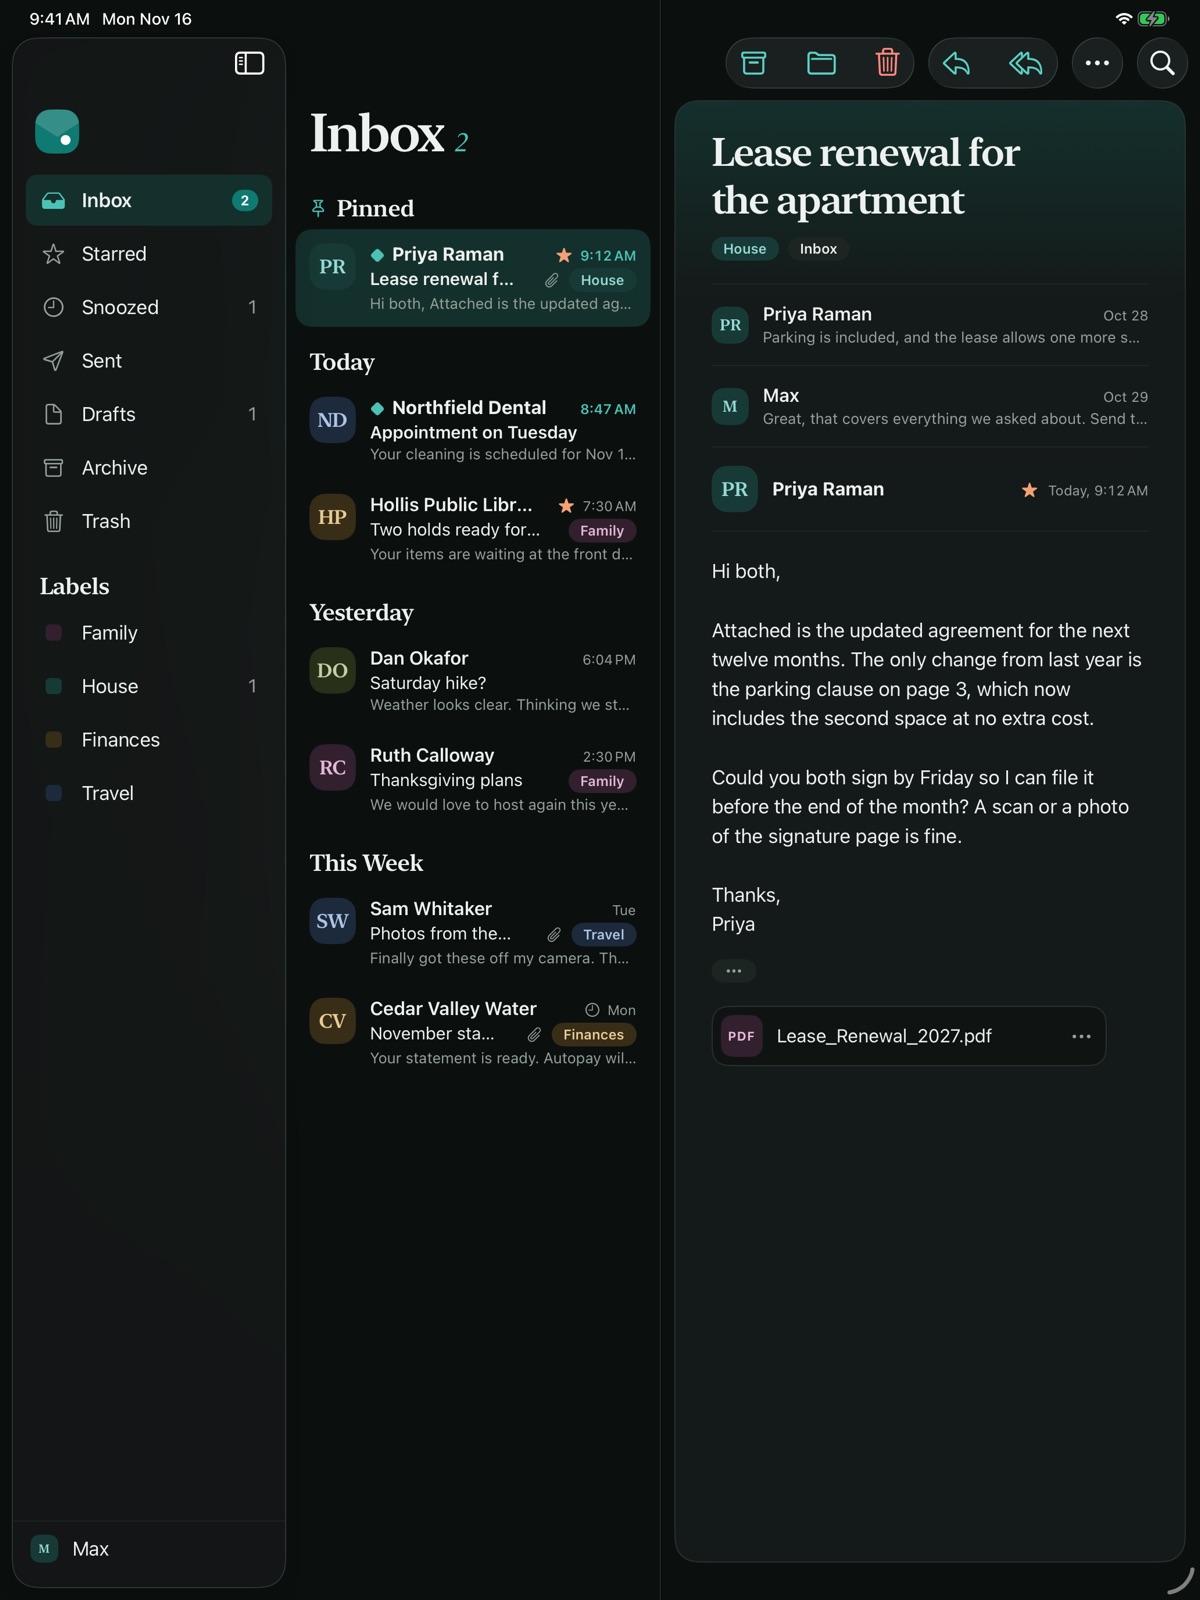 9:41 AM Mon Nov 16
Inbox
2
Starred
Snoozed
1
Sent
Drafts
1
Archive
Trash
Labels
Family
House
1
Finances
Travel
M
Max
Inbox 2
Pinned
PR
Priya Raman
9:12 AM
Lease renewal f...
House
Hi both, Attached is the updated ag...
Today
ND
Northfield Dental
8:47 AM
Appointment on Tuesday
Your cleaning is scheduled for Nov 1...
HP
Hollis Public Libr...
7:30 AM
Two holds ready for...
Family
Your items are waiting at the front d...
Yesterday
DO
Dan Okafor
6:04 PM
Saturday hike?
Weather looks clear. Thinking we st...
RC
Ruth Calloway
2:30 PM
Thanksgiving plans
Family
We would love to host again this ye...
This Week
SW
Sam Whitaker
Tue
Photos from the...
Travel
Finally got these off my camera. Th...
CV
Cedar Valley Water
Mon
November sta...
Finances
Your statement is ready. Autopay wil...
Lease renewal for
the apartment
House
Inbox
PR
Priya Raman
Oct 28
Parking is included, and the lease allows one more s...
M
Max
Oct 29
Great, that covers everything we asked about. Send t...
PR
Priya Raman
Today, 9:12 AM
Hi both,
Attached is the updated agreement for the next
twelve months. The only change from last year is
the parking clause on page 3, which now
includes the second space at no extra cost.
Could you both sign by Friday so I can file it
before the end of the month? A scan or a photo
of the signature page is fine.
Thanks,
Priya
PDF
Lease_Renewal_2027.pdf